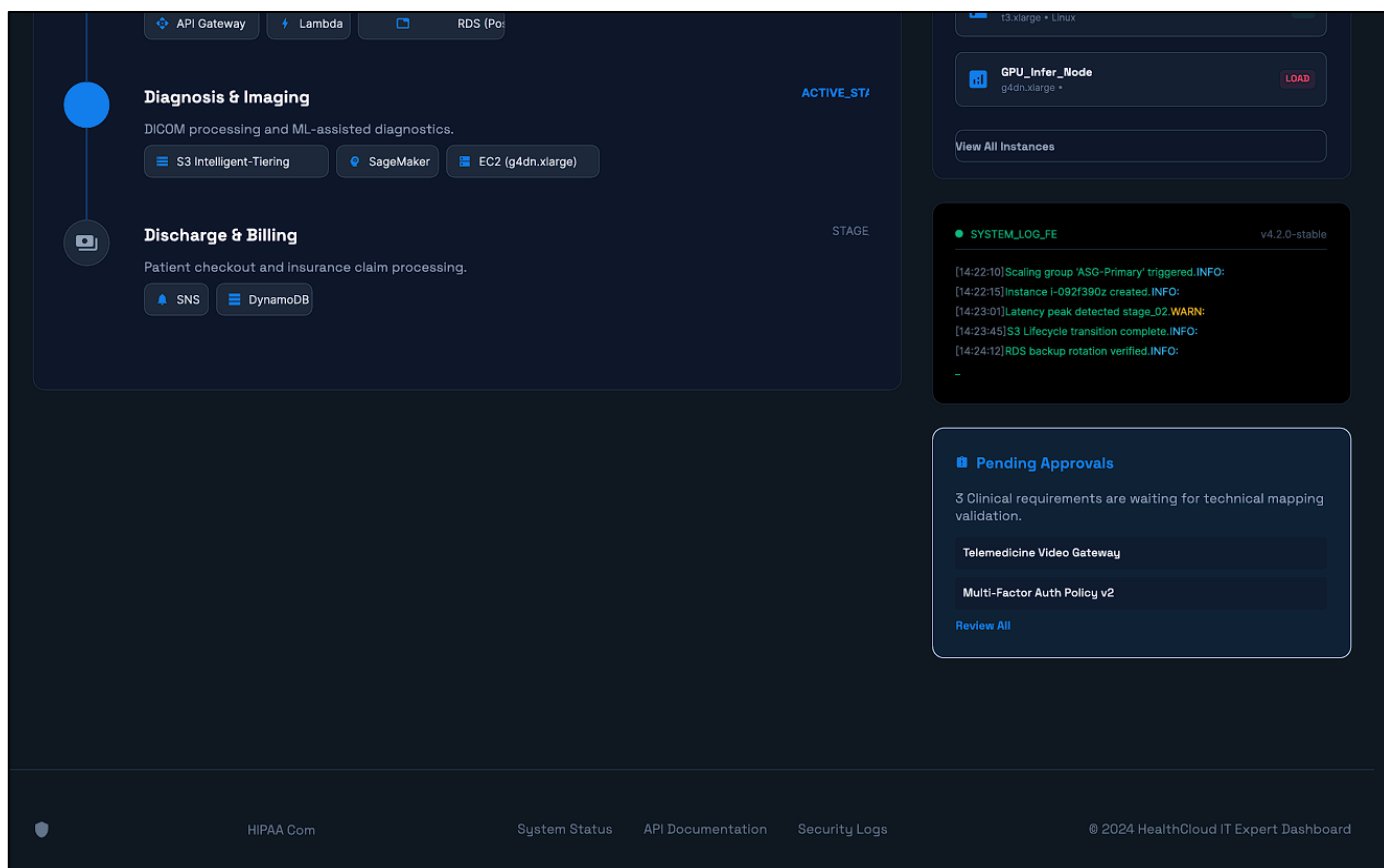 API Gateway
Lambda
RDS (Pos
Diagnosis & Imaging
ACTIVE_STA
DICOM processing and ML-assisted diagnostics.
S3 Intelligent-Tiering
SageMaker
EC2 (g4dn.xlarge)
Discharge & Billing
STAGE
Patient checkout and insurance claim processing.
SNS
DynamoDB
t3.xlarge • Linux
GPU_Infer_Node
g4dn.xlarge •
LOAD
View All Instances
SYSTEM_LOG_FE
v4.2.0-stable
[14:22:10]Scaling group 'ASG-Primary' triggered.INFO:
[14:22:15]Instance i-092f390z created.INFO:
[14:23:01]Latency peak detected stage_02.WARN:
[14:23:45]S3 Lifecycle transition complete.INFO:
[14:24:12]RDS backup rotation verified.INFO:
_
Pending Approvals
3 Clinical requirements are waiting for technical mapping
validation.
Telemedicine Video Gateway
Multi-Factor Auth Policy v2
Review All
HIPAA Com
System Status
API Documentation
Security Logs
© 2024 HealthCloud IT Expert Dashboard